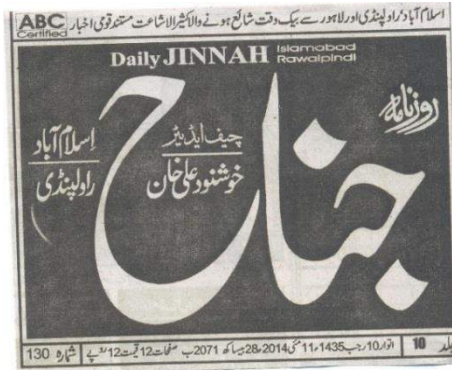 ABC
Certified
اسلام آباد، راولپنڈی اور لاہور سے بیک وقت شائع ہونے والا کثیر الاشاعت مستند قومی اخبار
Daily JINNAH Islamabad
Rawalpindi
روزنامہ
جناح
چیف ایڈیٹر
خوشنود علی خان
اسلام آباد
راولپنڈی
جلد 10
اتوار 10 رجب 1435ھ 11 مئی 2014ء 28 بیساکھ 2071 ب صفحات 12 قیمت 12 روپے
شمارہ 130